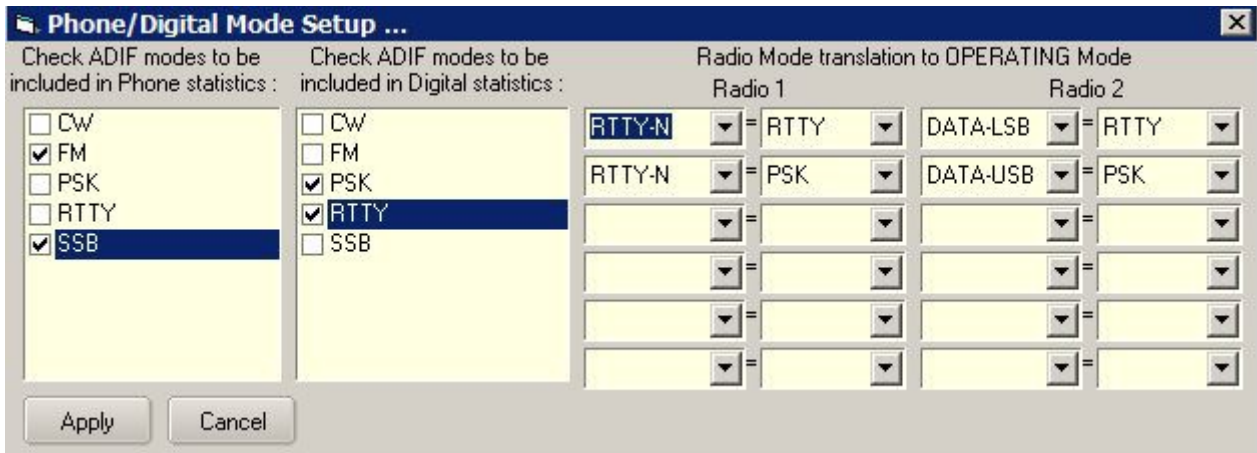 Phone/Digital Mode Setup ...
Check ADIF modes to be
included in Phone statistics :
Check ADIF modes to be
included in Digital statistics :
Radio Mode translation to OPERATING Mode
Radio 1
Radio 2
CW
FM
PSK
RTTY
SSB
CW
FM
PSK
RTTY
SSB
RTTY-N = RTTY DATA-LSB = RTTY
RTTY-N = PSK DATA-USB = PSK
= =
= =
= =
= =
Apply Cancel